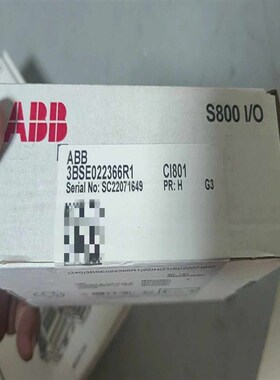 ABB
S800 I/O
ABB
3BSE022366R1 CI801
Serial No: SC22071649 PR: H G3